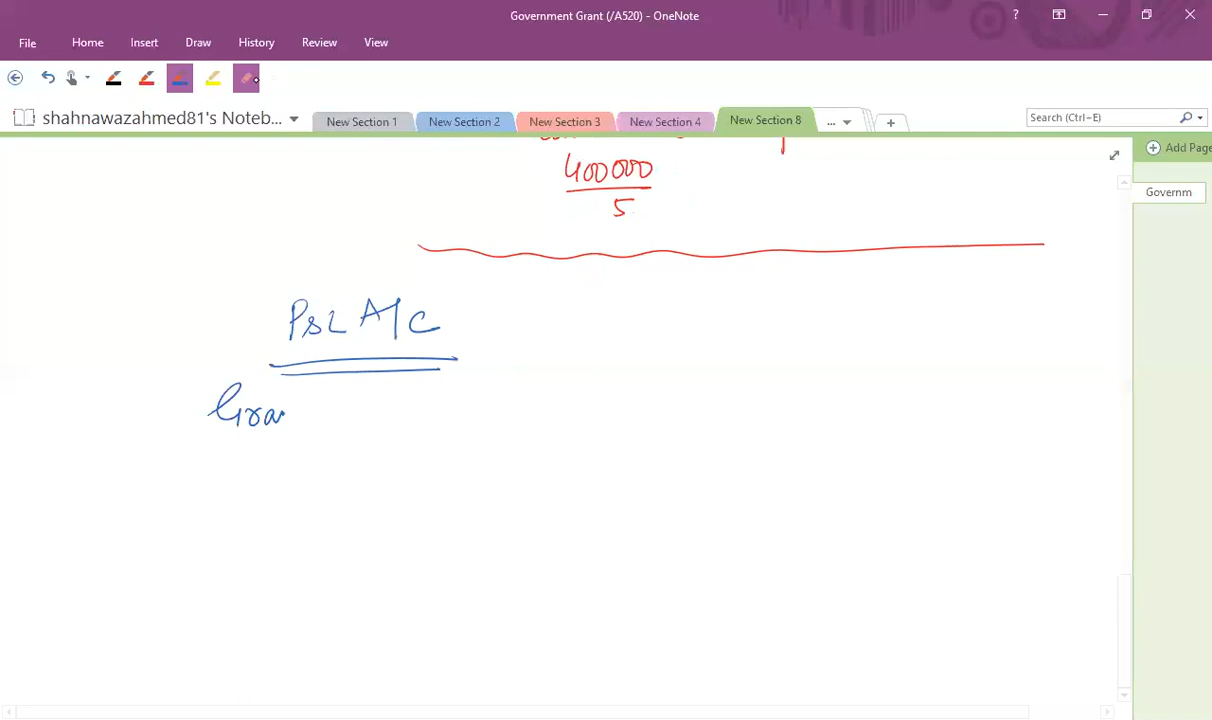 Government Grant (/A520) - OneNote
?
File Home Insert Draw History Review View
shahnawazahmed81's Noteb... New Section 1 New Section 2 New Section 3 New Section 4 New Section 8 ... Search (Ctrl+E)
Add Page
Governm
400000
5
P&L A/C
Gran